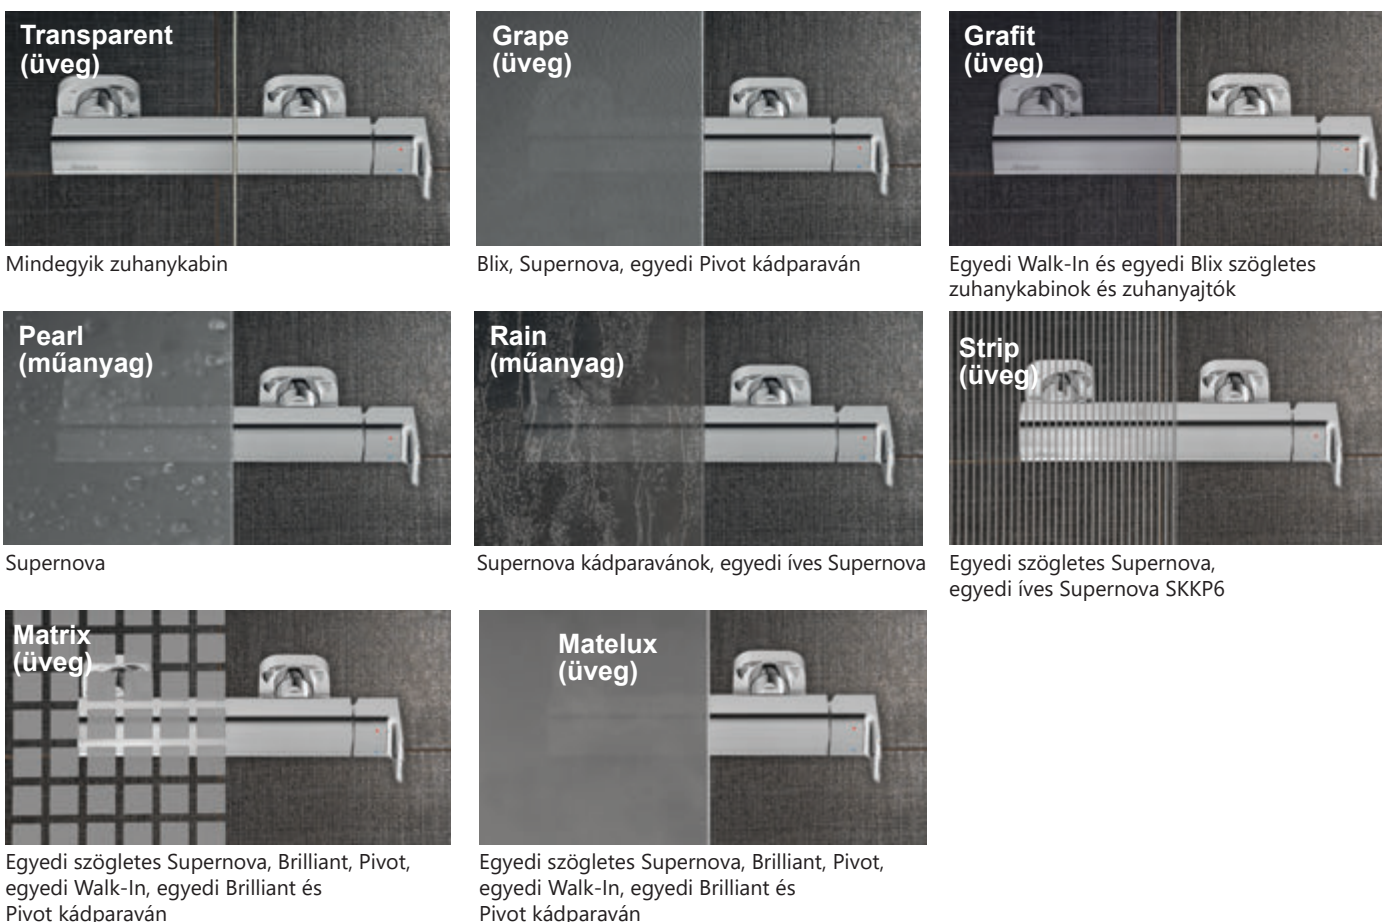 Transparent
(üveg)
Mindegyik zuhanykabin
Grape
(üveg)
Blix, Supernova, egyedi Pivot kádparaván
Grafit
(üveg)
Egyedi Walk-In és egyedi Blix szögletes
zuhanykabinok és zuhanyajtók
Pearl
(műanyag)
Supernova
Rain
(műanyag)
Supernova kádparavánok, egyedi íves Supernova
Strip
(üveg)
Egyedi szögletes Supernova,
egyedi íves Supernova SKKP6
Matrix
(üveg)
Egyedi szögletes Supernova, Brilliant, Pivot,
egyedi Walk-In, egyedi Brilliant és
Pivot kádparaván
Matelux
(üveg)
Egyedi szögletes Supernova, Brilliant, Pivot,
egyedi Walk-In, egyedi Brilliant és
Pivot kádparaván